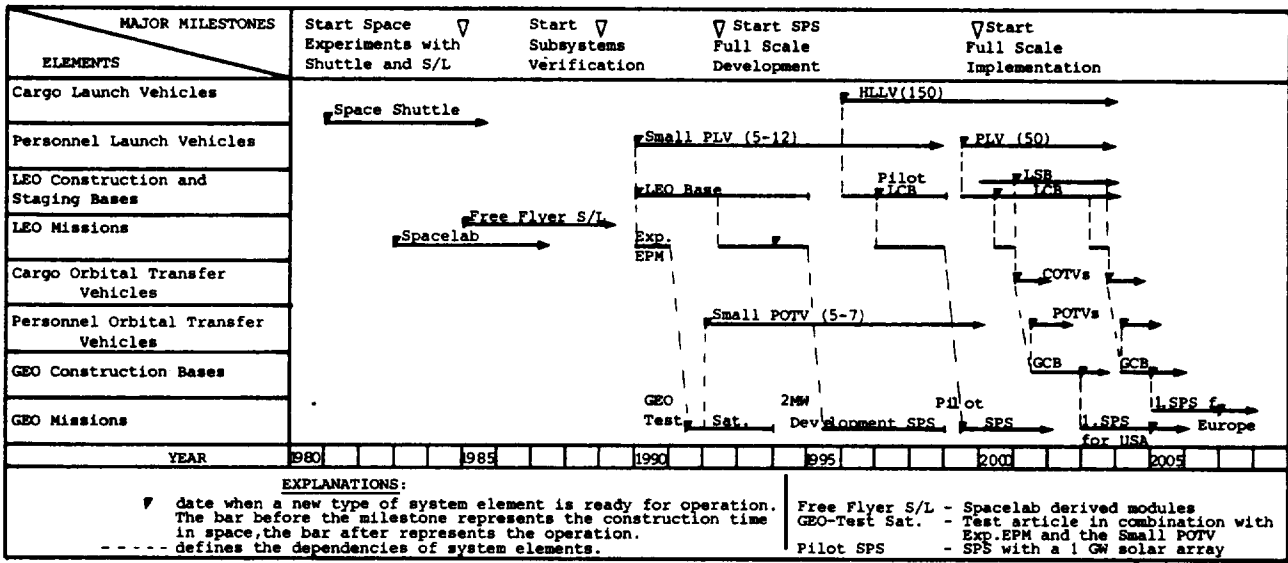 MAJOR MILESTONES
ELEMENTS
Start Space
Experiments with
Shuttle and S/L
Start
Subsystems
Verification
Start SPS
Full Scale
Development
Start
Full Scale
Implementation
Cargo Launch Vehicles
HLLV(150)
Space Shuttle
Personnel Launch Vehicles
Small PLV (5-12)
PLV (50)
LEO Construction and
Staging Bases
LEO Base
Pilot
LCB
LSB
LCB
LEO Missions
Free Flyer S/L
Spacelab
Exp.
EPM
Cargo Orbital Transfer
Vehicles
COTVs
Personnel Orbital Transfer
Vehicles
Small POTV (5-7)
POTVs
GEO Construction Bases
GCB
GCB
GEO Missions
GEO
Test Sat.
2MW
Development SPS
Pilot
SPS
1.SPS
for USA
1.SPS f.
Europe
YEAR 1980 1985 1990 1995 2000 2005
EXPLANATIONS:
date when a new type of system element is ready for operation.
The bar before the milestone represents the construction time
in space,the bar after represents the operation.
- - - - - defines the dependencies of system elements.
Free Flyer S/L - Spacelab derived modules
GEO-Test Sat. - Test article in combination with
Exp.EPM and the Small POTV
Pilot SPS - SPS with a 1 GW solar array